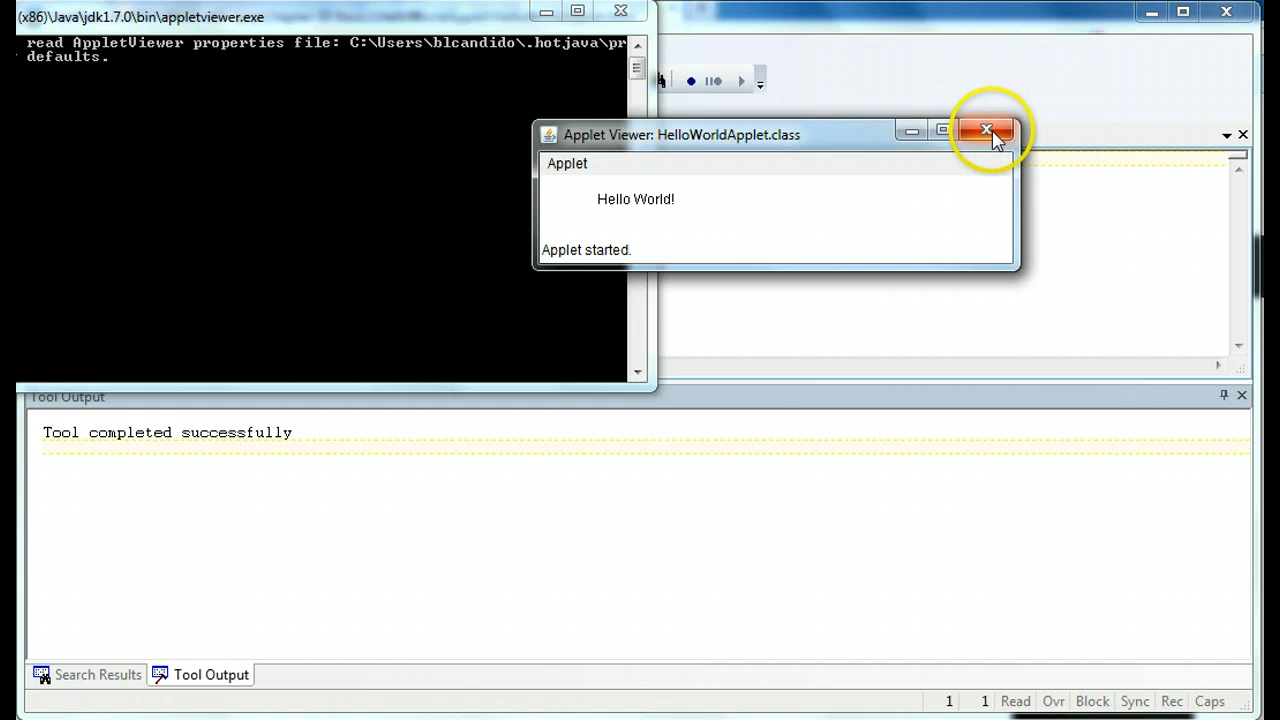 (x86)\Java\jdk1.7.0\bin\appletviewer.exe
read AppletViewer properties file: C:\Users\blcandido\.hotjava\pr
defaults.
Applet Viewer: HelloWorldApplet.class
Applet
Hello World!
Applet started.
Tool Output
Tool completed successfully
Search Results
Tool Output
1 1 Read Ovr Block Sync Rec Caps